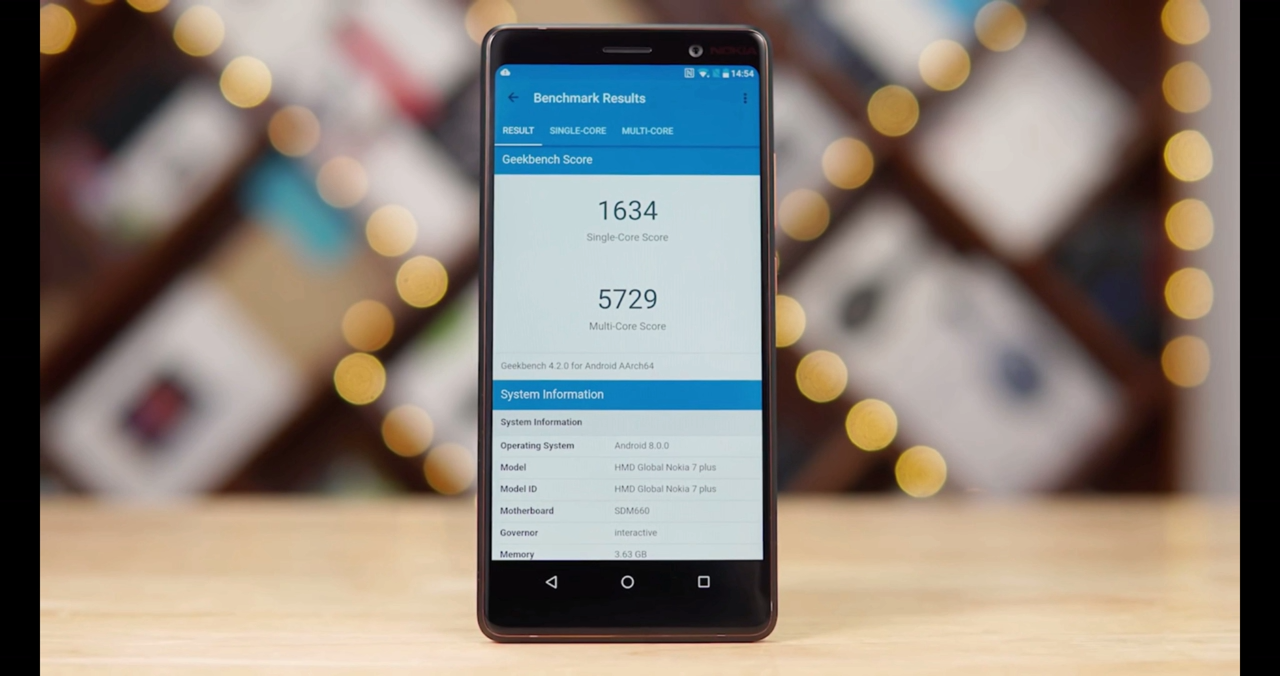 NOKIA
14:54
Benchmark Results
RESULT SINGLE-CORE MULTI-CORE
Geekbench Score
1634
Single-Core Score
5729
Multi-Core Score
Geekbench 4.2.0 for Android AArch64
System Information
System Information
Operating System Android 8.0.0
Model HMD Global Nokia 7 plus
Model ID HMD Global Nokia 7 plus
Motherboard SDM660
Governor interactive
Memory 3.63 GB